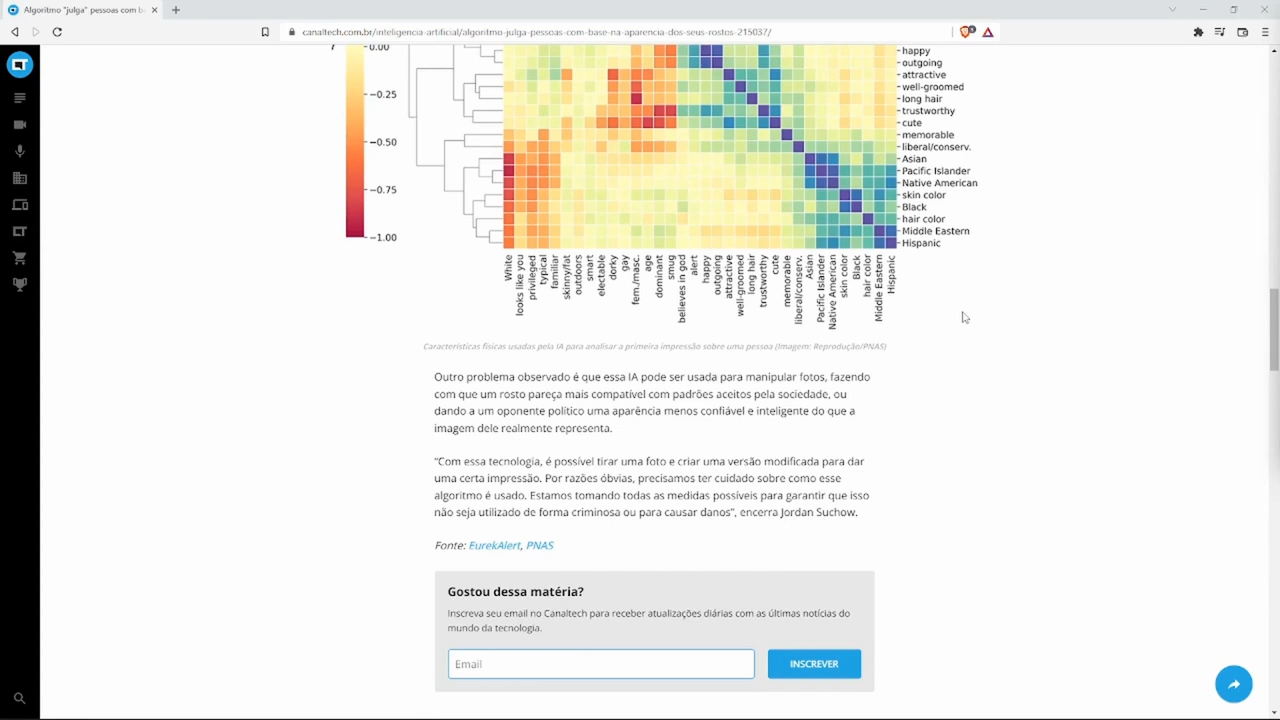 Algoritmo "julga" pessoas com b
canaltech.com.br/inteligencia-artificial/algoritmo-julga-pessoas-com-base-na-aparencia-dos-seus-rostos-215037/
0.00
−0.25
−0.50
−0.75
−1.00
happy
outgoing
attractive
well-groomed
long hair
trustworthy
cute
memorable
liberal/conserv.
Asian
Pacific Islander
Native American
skin color
Black
hair color
Middle Eastern
Hispanic
White
looks like you
privileged
typical
familiar
skinny/fat
outdoors
smart
electable
dorky
gay
fem./masc.
age
dominant
smug
believes in god
alert
happy
outgoing
attractive
well-groomed
long hair
trustworthy
cute
memorable
liberal/conserv.
Asian
Pacific Islander
Native American
skin color
Black
hair color
Middle Eastern
Hispanic
Características físicas usadas pela IA para analisar a primeira impressão sobre uma pessoa (Imagem: Reprodução/PNAS)
Outro problema observado é que essa IA pode ser usada para manipular fotos, fazendo
com que um rosto pareça mais compatível com padrões aceitos pela sociedade, ou
dando a um oponente político uma aparência menos confiável e inteligente do que a
imagem dele realmente representa.
"Com essa tecnologia, é possível tirar uma foto e criar uma versão modificada para dar
uma certa impressão. Por razões óbvias, precisamos ter cuidado sobre como esse
algoritmo é usado. Estamos tomando todas as medidas possíveis para garantir que isso
não seja utilizado de forma criminosa ou para causar danos", encerra Jordan Suchow.
Fonte: EurekAlert, PNAS
Gostou dessa matéria?
Inscreva seu email no Canaltech para receber atualizações diárias com as últimas notícias do
mundo da tecnologia.
Email
INSCREVER